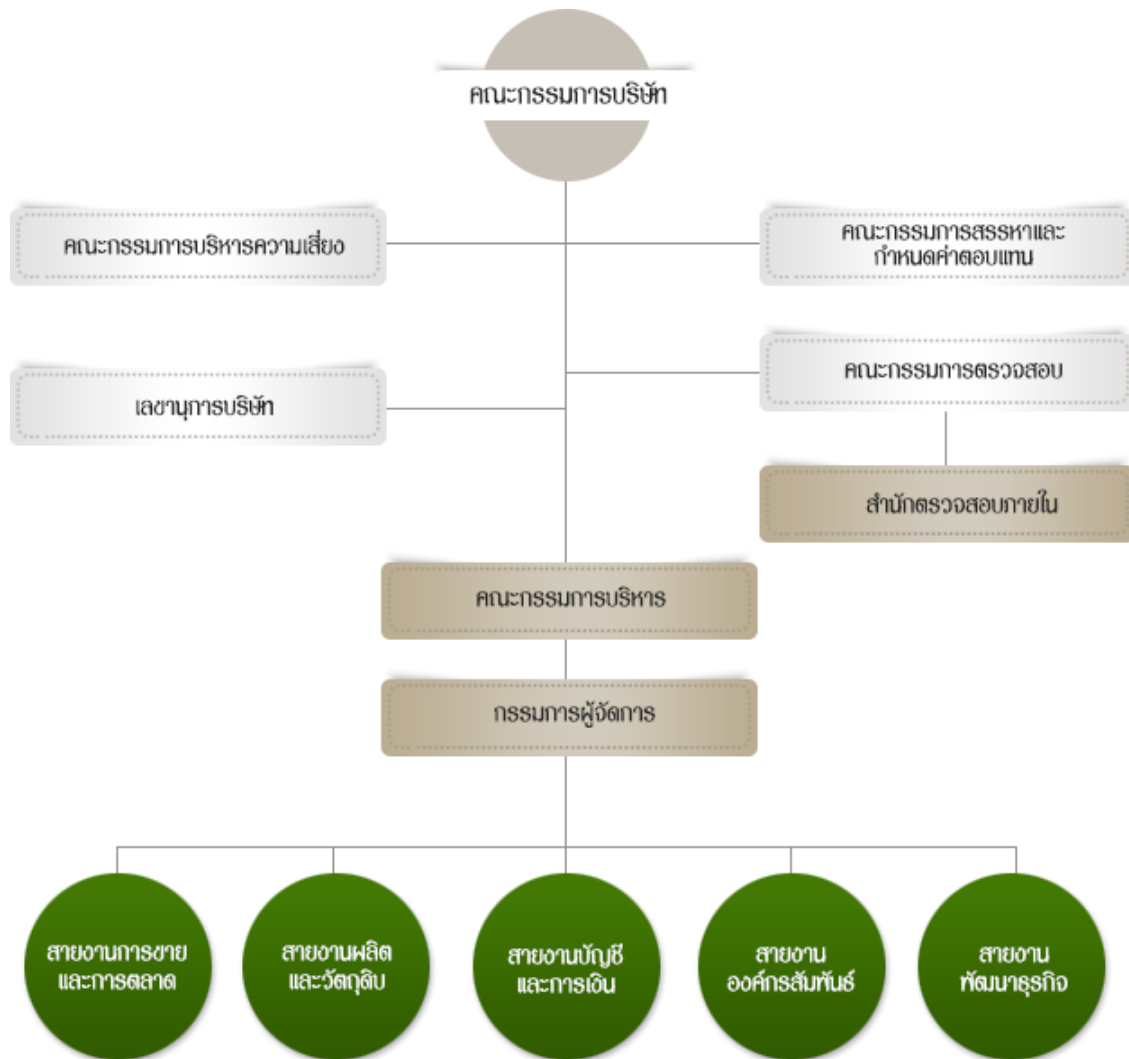 คณะกรรมการบริษัท
คณะกรรมการบริหารความเสี่ยง
คณะกรรมการสรรหาและ
กำหนดค่าตอบแทน
คณะกรรมการตรวจสอบ
เลขานุการบริษัท
สำนักตรวจสอบภายใน
คณะกรรมการบริหาร
กรรมการผู้จัดการ
สายงานการขาย
และการตลาด
สายงานผลิต
และวัตถุดิบ
สายงานบัญชี
และการเงิน
สายงาน
องค์กรสัมพันธ์
สายงาน
พัฒนาธุรกิจ